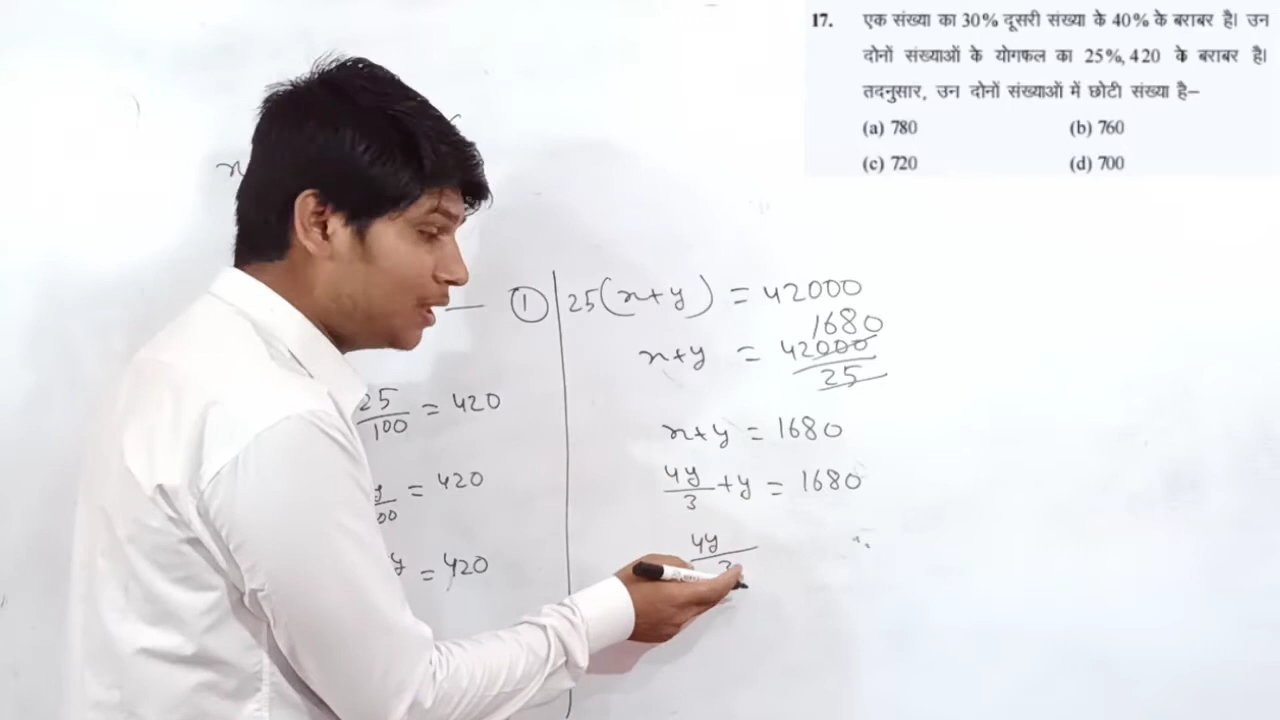 17. एक संख्या का 30% दूसरी संख्या के 40% के बराबर है। उन
दोनों संख्याओं के योगफल का 25%, 420 के बराबर है।
तदनुसार, उन दोनों संख्याओं में छोटी संख्या है–
(a) 780 (b) 760
(c) 720 (d) 700
— ①
25/100 = 420
= 420
y = 420
25(x+y) = 42000
1680
x+y = 42000/25
x+y = 1680
4y/3 + y = 1680
4y/3